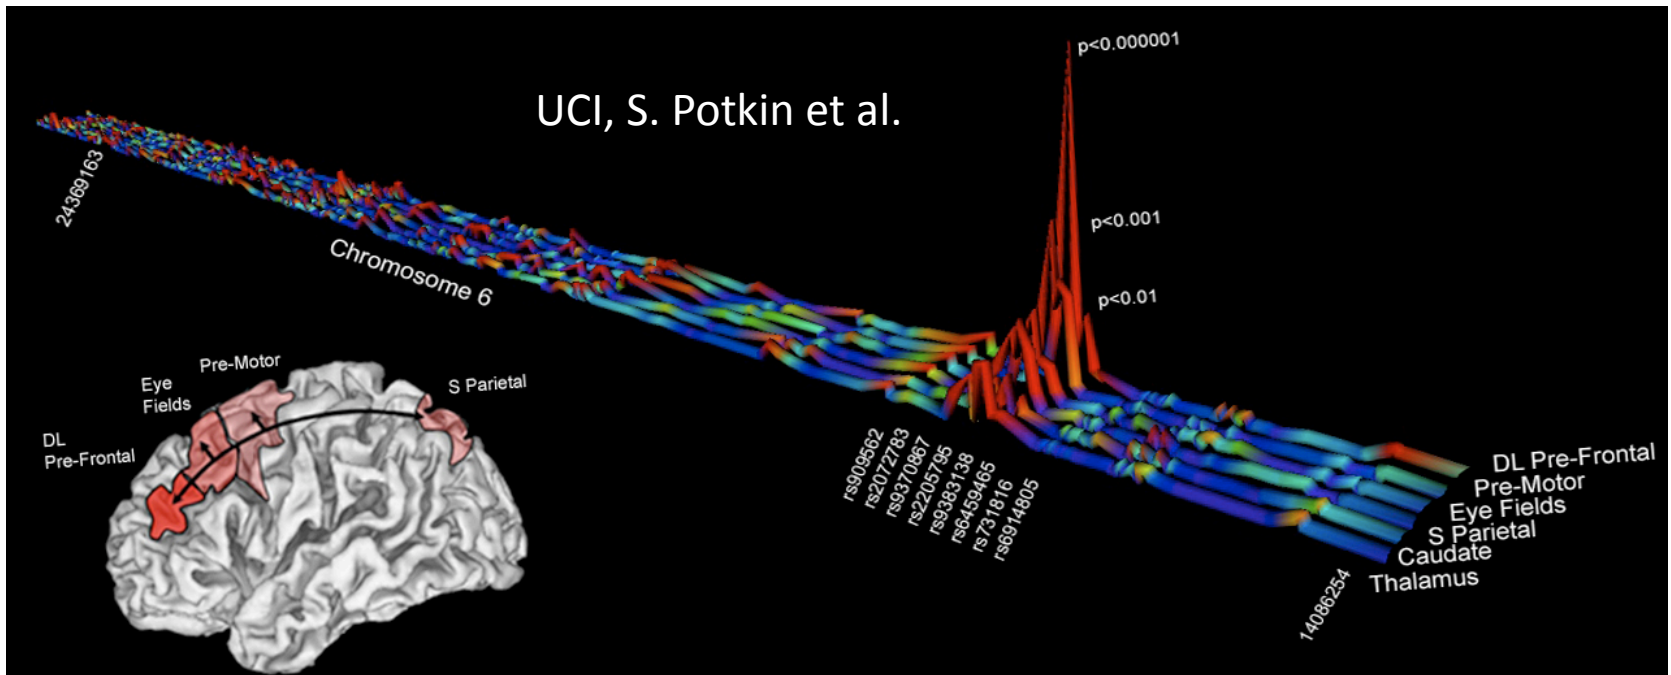 UCI, S. Potkin et al.
p<0.000001
p<0.001
p<0.01
24369163
Chromosome 6
Pre-Motor
Eye
Fields
S Parietal
DL
Pre-Frontal
rs909562
rs2072783
rs9370867
rs2205795
rs9383138
rs6459465
rs731816
rs6914805
DL Pre-Frontal
Pre-Motor
Eye Fields
S Parietal
Caudate
Thalamus
14086254